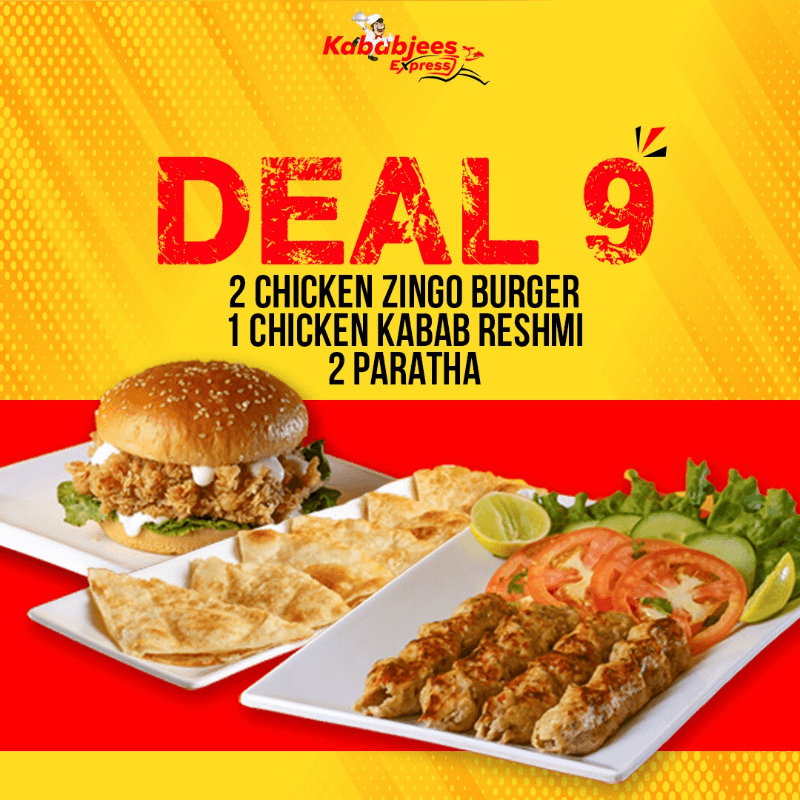 Kababjees
Express
DEAL 9
2 CHICKEN ZINGO BURGER
1 CHICKEN KABAB RESHMI
2 PARATHA